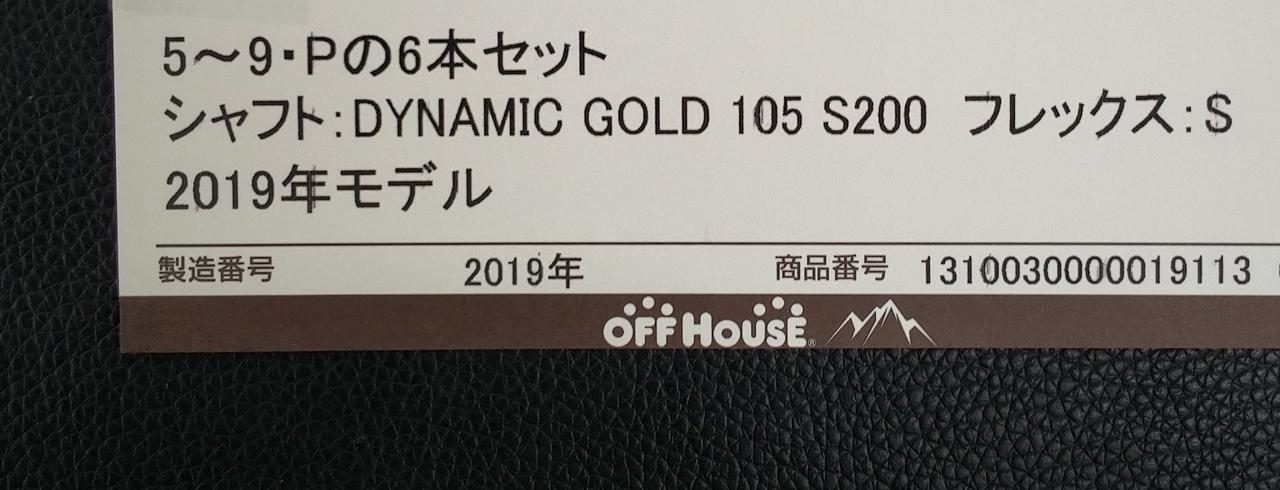 5～9・Pの6本セット
シャフト:DYNAMIC GOLD 105 S200 フレックス:S
2019年モデル
製造番号 2019年 商品番号 1310030000019113
OFF HOUSE®